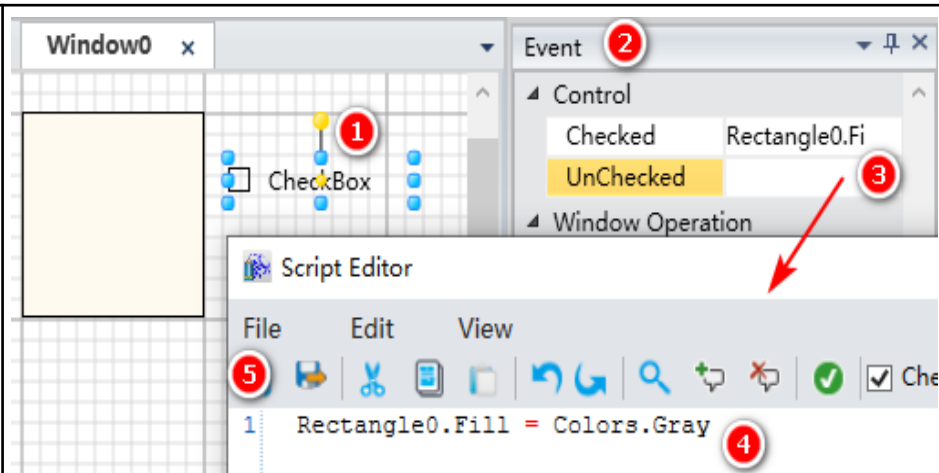 Window0 x
Event 2
1
Control
Checked Rectangle0.Fi
CheckBox
UnChecked 3
Window Operation
Script Editor
File Edit View
5 Che
1 Rectangle0.Fill = Colors.Gray
4